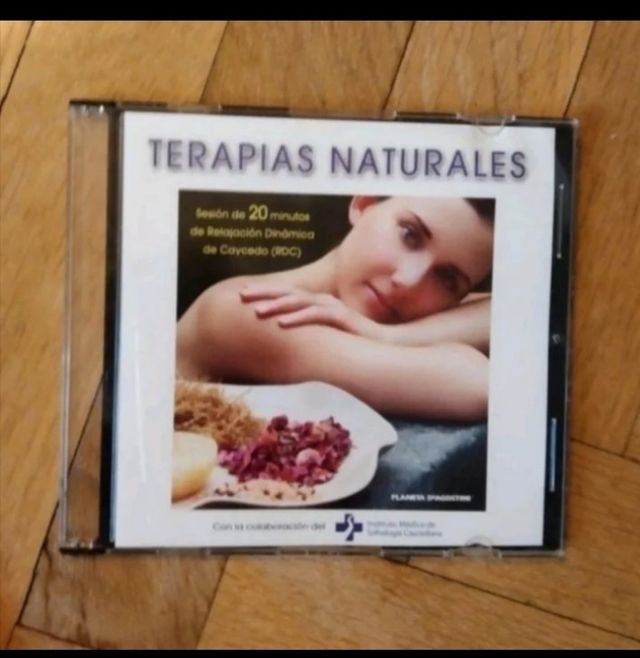 TERAPIAS NATURALES
Sesión de 20 minutos
de Relajación Dinámica
de Caycedo (RDC)
PLANETA DEAGOSTINI
Con la colaboración del
Instituto Médico de
Sofrología Caycediana